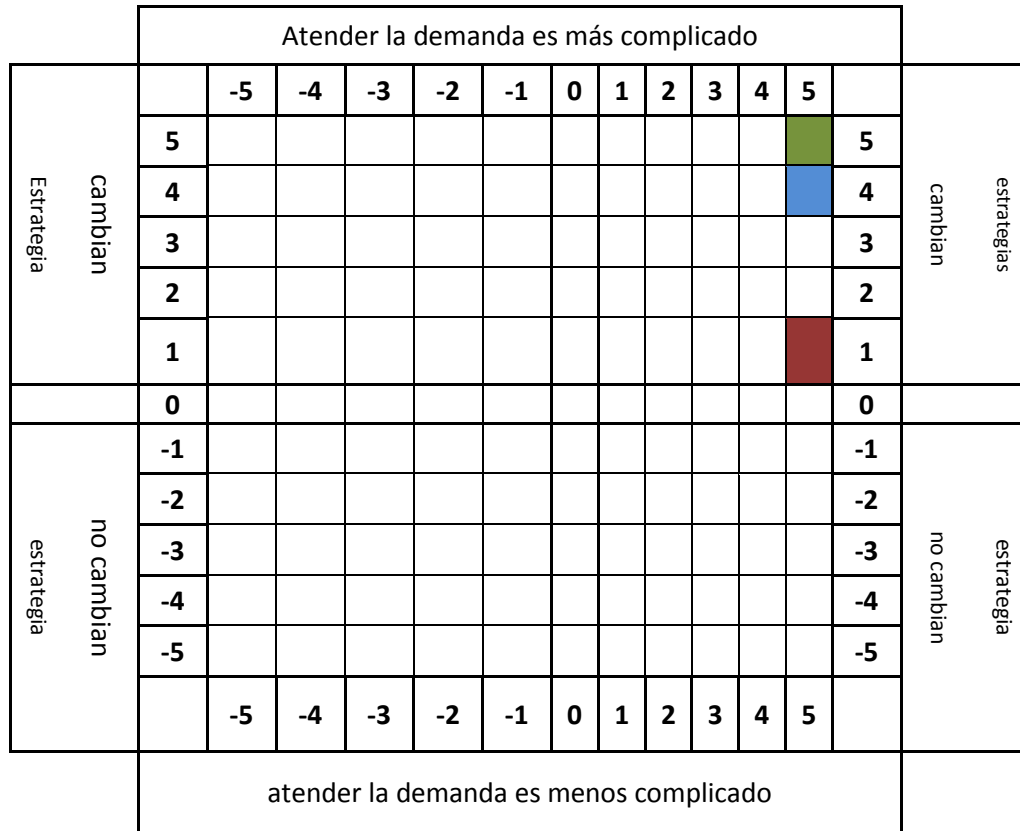 Atender la demanda es más complicado
-5 -4 -3 -2 -1 0 1 2 3 4 5
Estrategia
cambian
5 5
4 4
3 3
2 2
1 1
cambian
estrategias
0 0
estrategia
no cambian
-1 -1
-2 -2
-3 -3
-4 -4
-5 -5
no cambian
estrategia
-5 -4 -3 -2 -1 0 1 2 3 4 5
atender la demanda es menos complicado